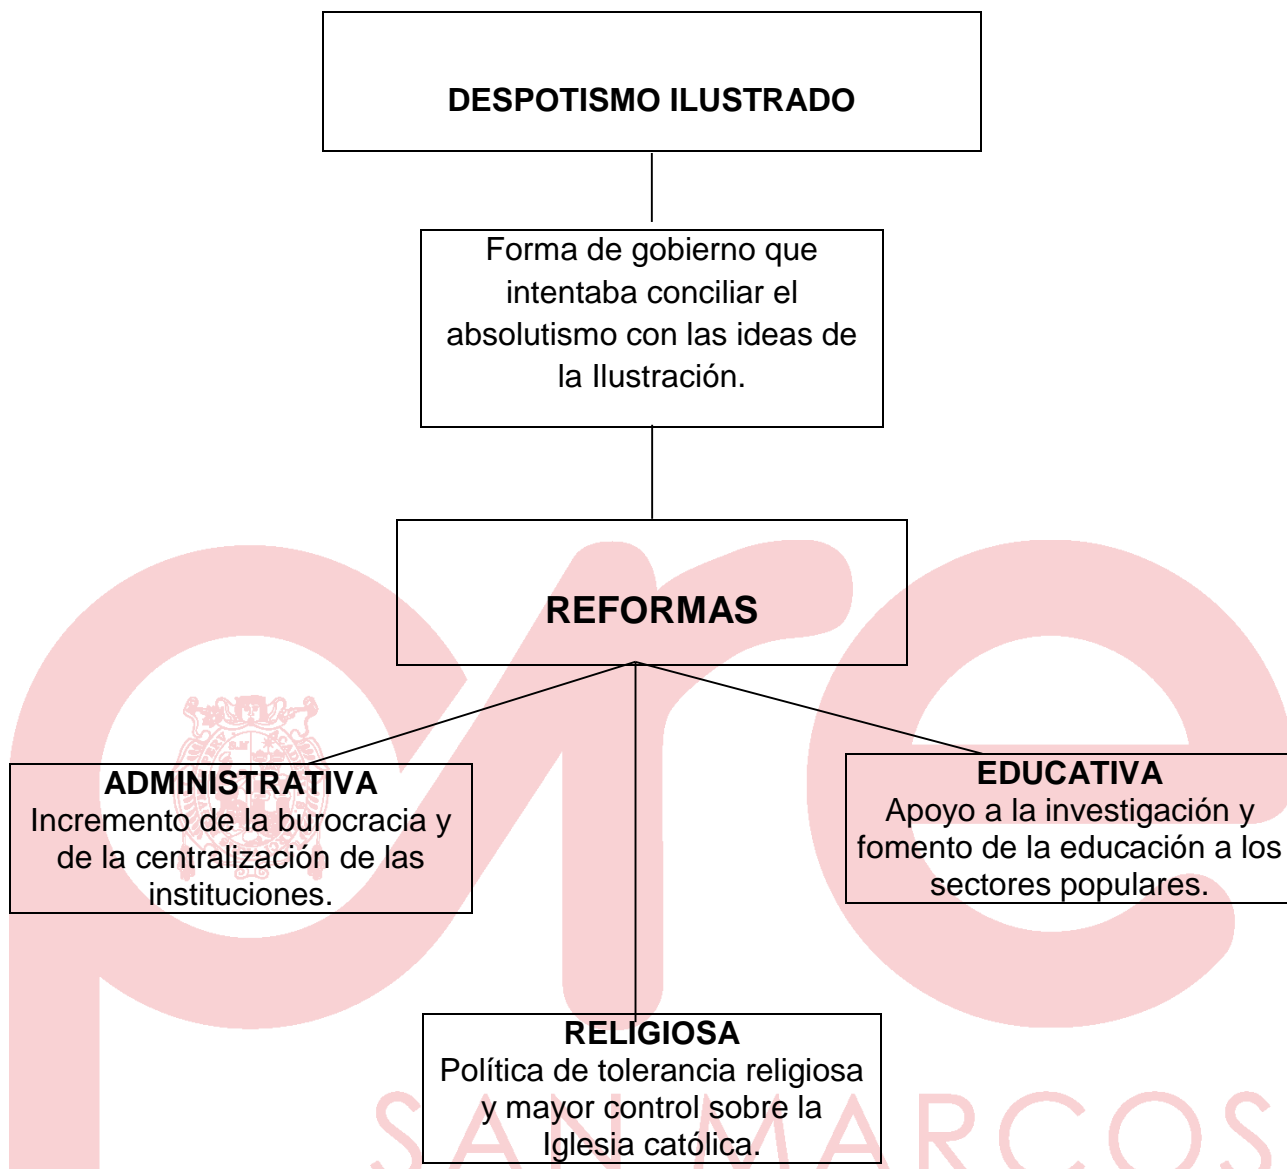 DESPOTISMO ILUSTRADO
Forma de gobierno que
intentaba conciliar el
absolutismo con las ideas de
la Ilustración.
REFORMAS
ADMINISTRATIVA
Incremento de la burocracia y
de la centralización de las
instituciones.
EDUCATIVA
Apoyo a la investigación y
fomento de la educación a los
sectores populares.
RELIGIOSA
Política de tolerancia religiosa
y mayor control sobre la
Iglesia católica.
pre
SAN MARCOS